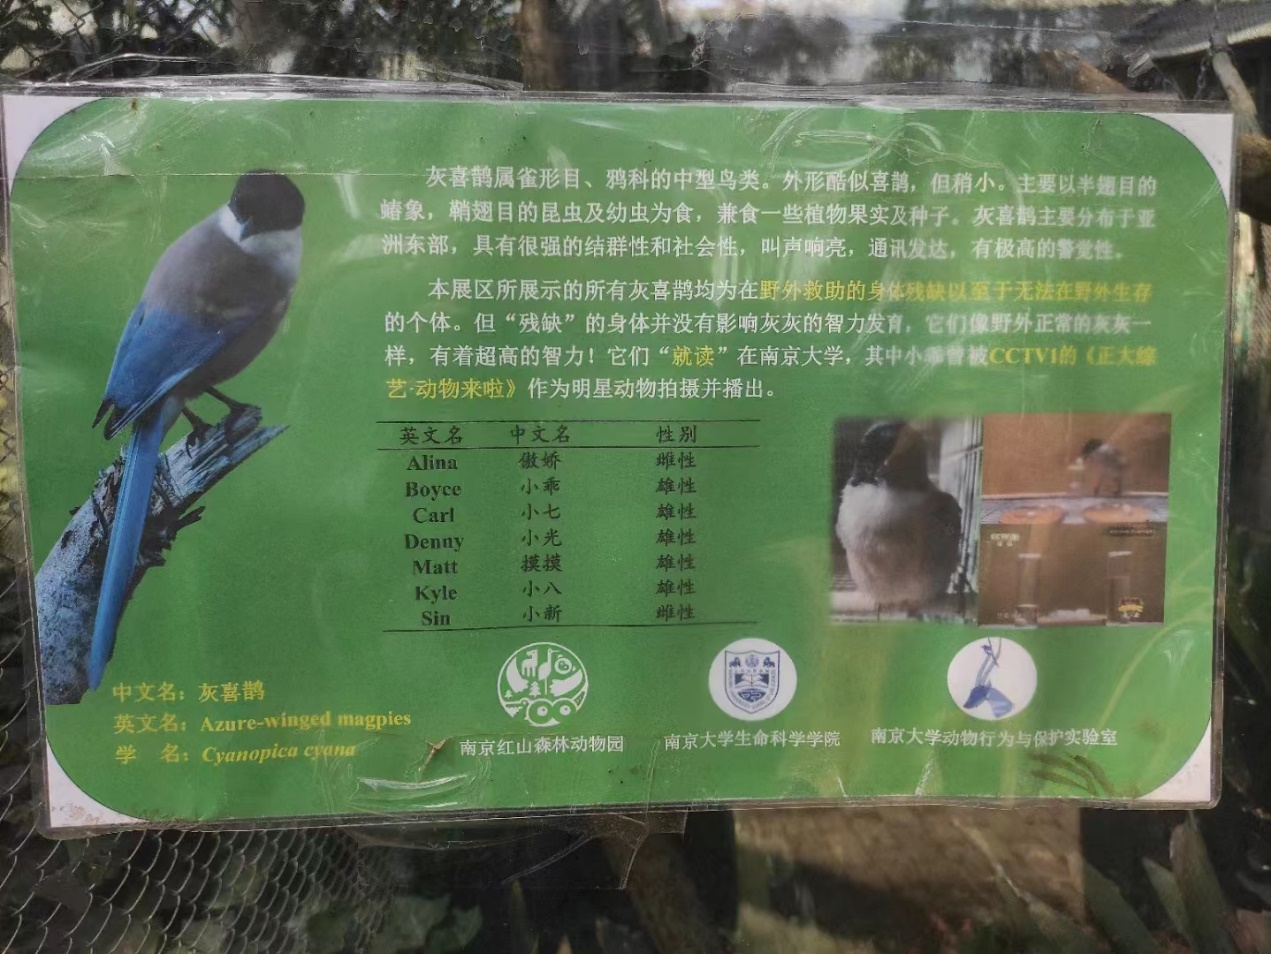 灰喜鹊属雀形目、鸦科的中型鸟类。外形酷似喜鹊，但稍小。主要以半翅目的
蝽象，鞘翅目的昆虫及幼虫为食，兼食一些植物果实及种子。灰喜鹊主要分布于亚
洲东部，具有很强的结群性和社会性，叫声响亮，通讯发达，有极高的警觉性。
本展区所展示的所有灰喜鹊均为在野外救助的身体残缺以至于无法在野外生存
的个体。但“残缺”的身体并没有影响灰灰的智力发育，它们像野外正常的灰灰一
样，有着超高的智力！它们“就读”在南京大学，其中小乖曾被CCTV1的《正大综
艺·动物来啦》作为明星动物拍摄并播出。
英文名 中文名 性别
Alina 傲娇 雌性
Boyce 小乖 雄性
Carl 小七 雄性
Denny 小光 雄性
Matt 摸摸 雄性
Kyle 小八 雄性
Sin 小新 雌性
中文名：灰喜鹊
英文名：Azure-winged magpies
学 名：Cyanopica cyana
南京红山森林动物园 南京大学生命科学学院 南京大学动物行为与保护实验室